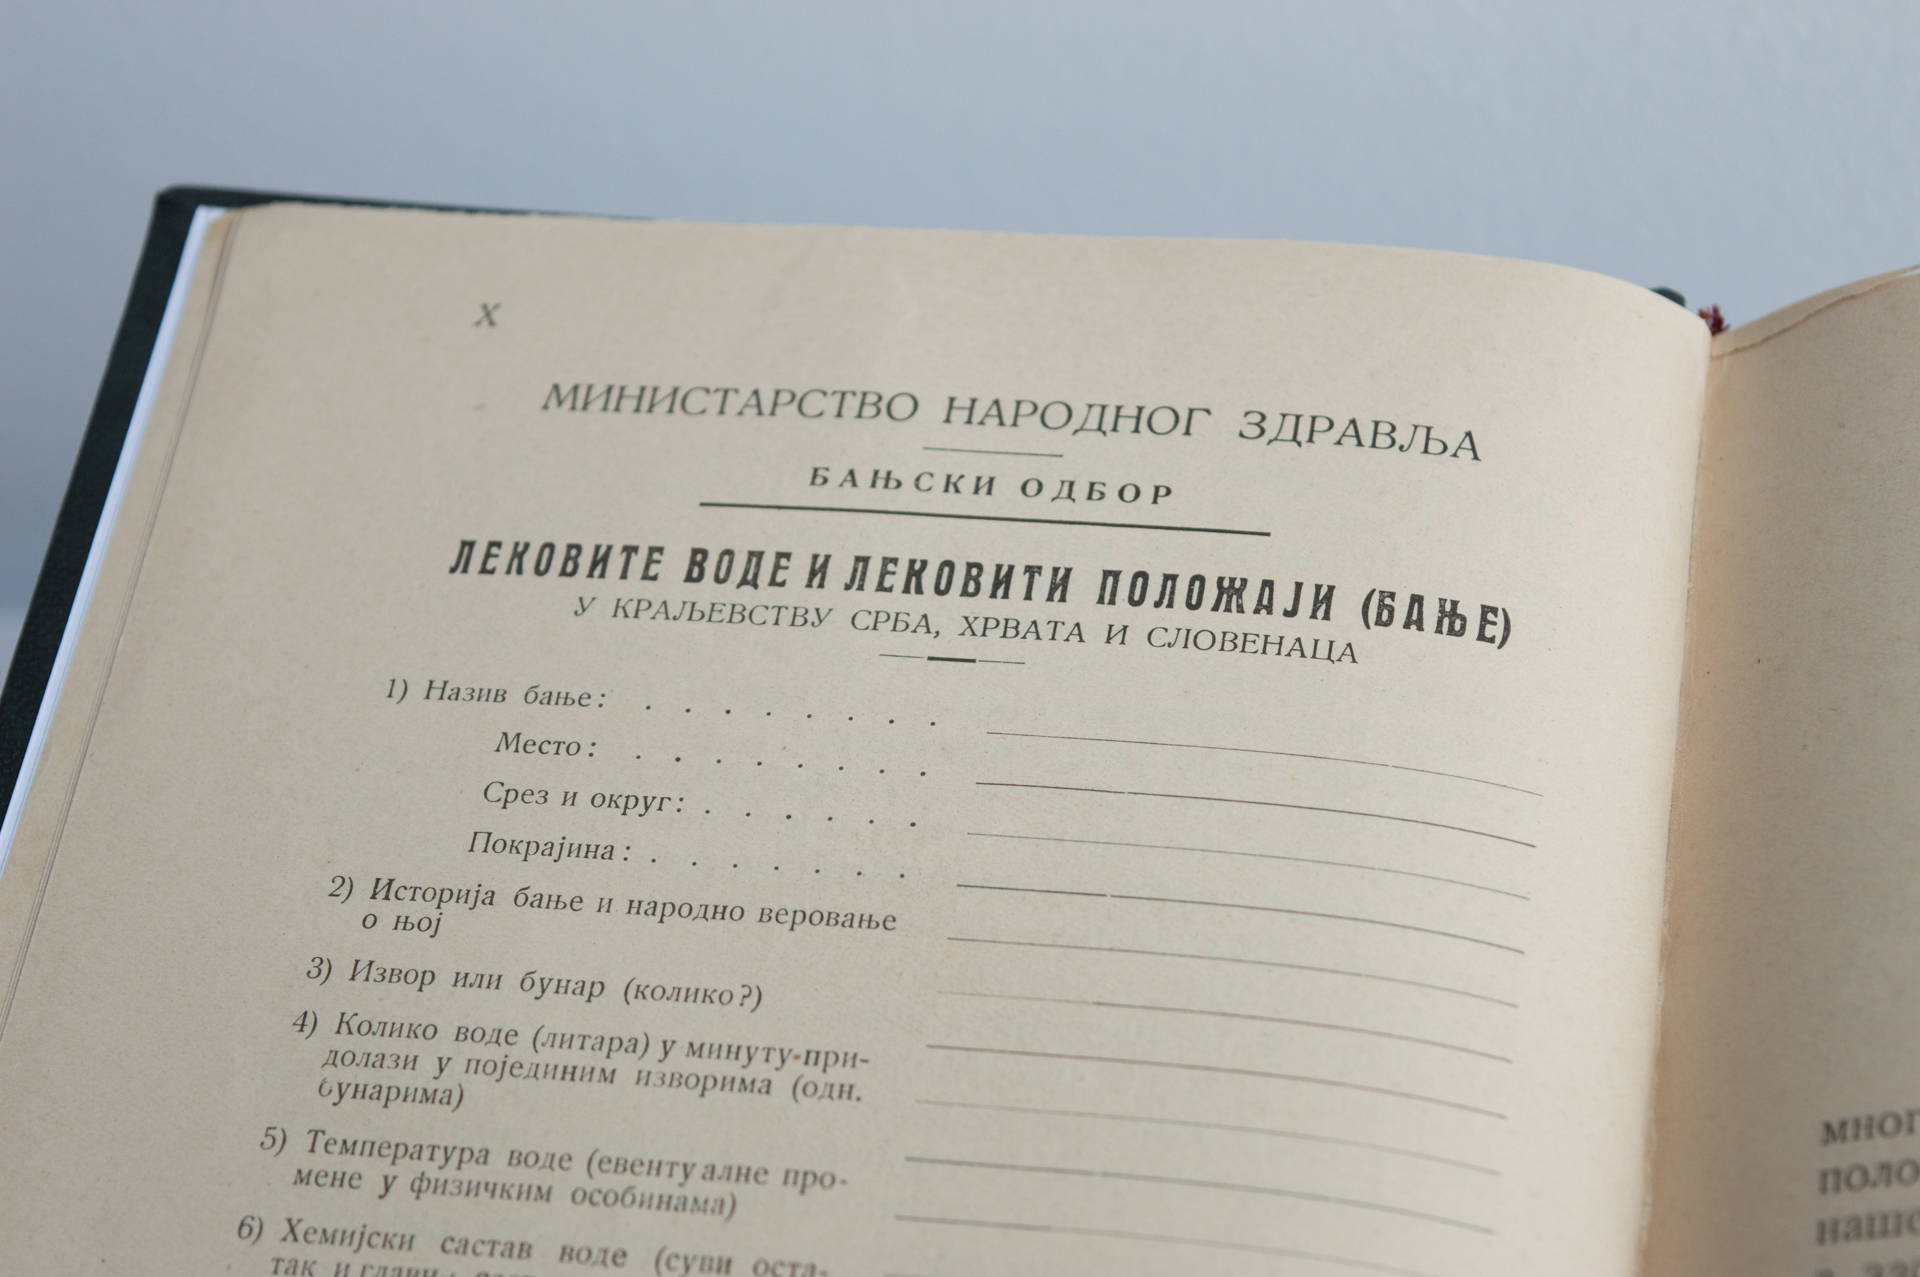 X
МИНИСТАРСТВО НАРОДНОГ ЗДРАВЉА
БАЊСКИ ОДБОР
ЛЕКОВИТЕ ВОДЕ И ЛЕКОВИТИ ПОЛОЖАЈИ (БАЊЕ)
У КРАЉЕВСТВУ СРБА, ХРВАТА И СЛОВЕНАЦА
1) Назив бање: . . . . . . . .
Место: . . . . . . . .
Срез и округ: . . . . . .
Покрајина: . . . . . . .
2) Историја бање и народно веровање
о њој
3) Извор или бунар (колико?)
4) Колико воде (литара) у минуту при-
долази у појединим изворима (одн.
бунарима)
5) Температура воде (евентуалне про-
мене у физичким особинама)
6) Хемијски састав воде (суви оста-
так и